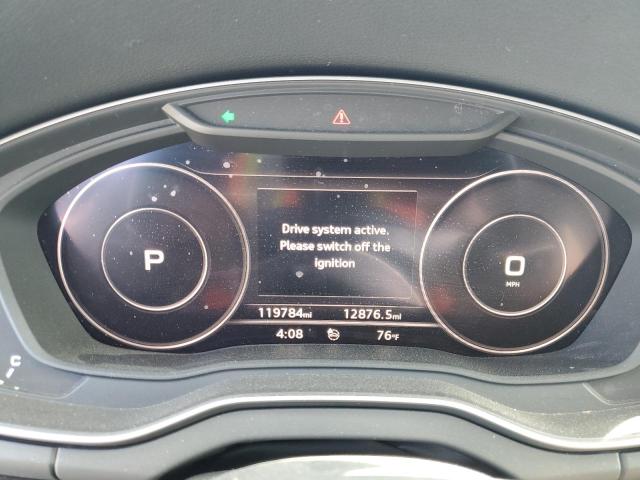 P
Drive system active.
Please switch off the
ignition
0
MPH
119784mi 12876.5mi
4:08 76°F
C